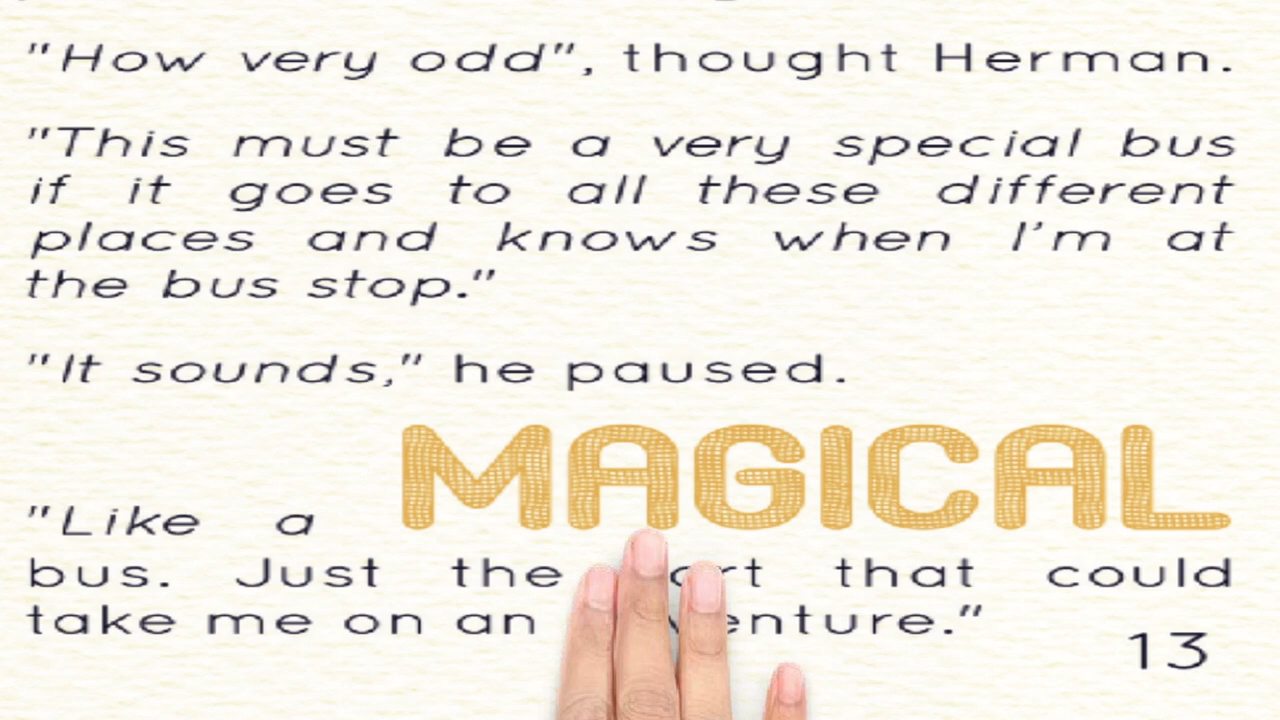 "How very odd", thought Herman.
"This must be a very special bus
if it goes to all these different
places and knows when I'm at
the bus stop."
"It sounds," he paused.
"Like a MAGICAL
bus. Just the that could
take me on an
13